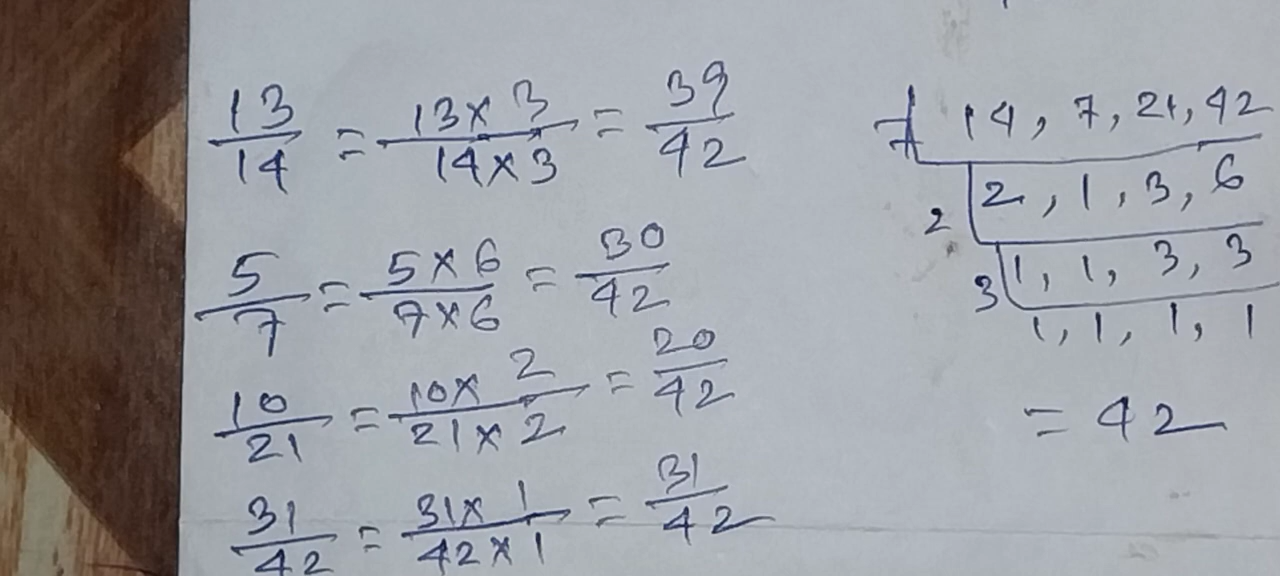 13/14 = 13×3/14×3 = 39/42
5/7 = 5×6/7×6 = 30/42
10/21 = 10×2/21×2 = 20/42
31/42 = 31×1/42×1 = 31/42
7 14, 7, 21, 42
2 2, 1, 3, 6
3 1, 1, 3, 3
1, 1, 1, 1
= 42